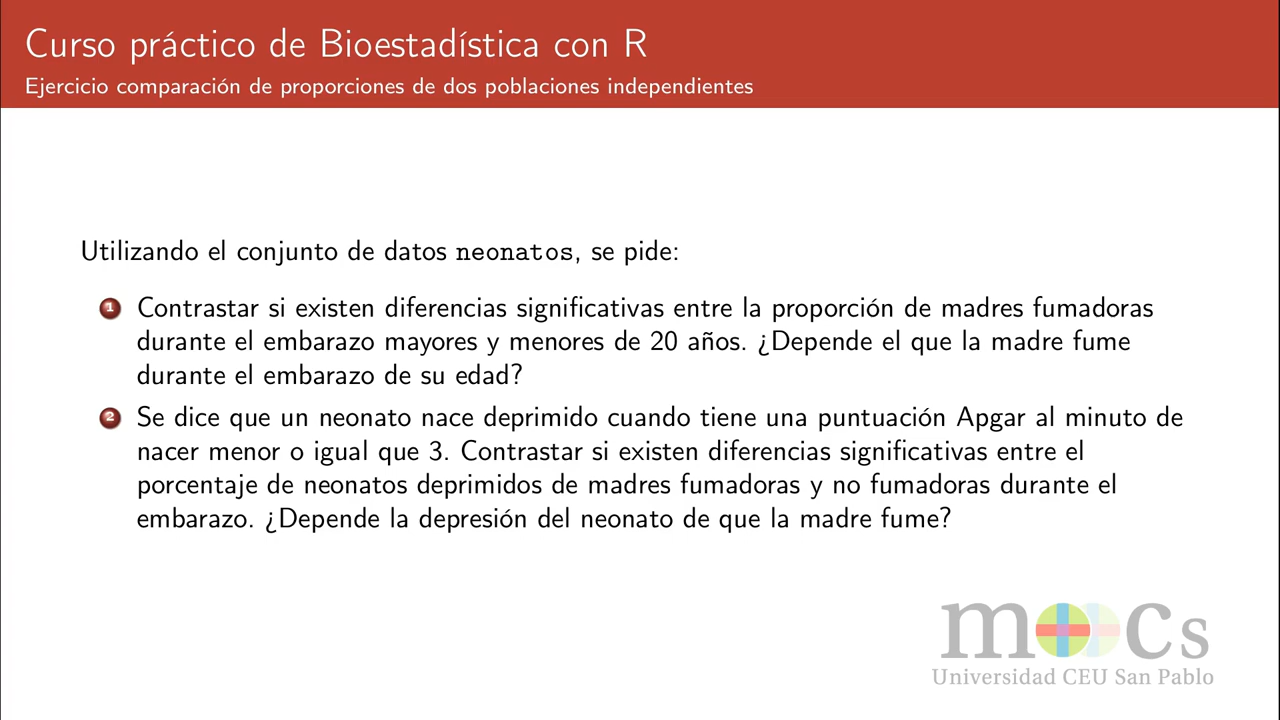 Curso práctico de Bioestadística con R
Ejercicio comparación de proporciones de dos poblaciones independientes
Utilizando el conjunto de datos neonatos, se pide:
1 Contrastar si existen diferencias significativas entre la proporción de madres fumadoras
durante el embarazo mayores y menores de 20 años. ¿Depende el que la madre fume
durante el embarazo de su edad?
2 Se dice que un neonato nace deprimido cuando tiene una puntuación Apgar al minuto de
nacer menor o igual que 3. Contrastar si existen diferencias significativas entre el
porcentaje de neonatos deprimidos de madres fumadoras y no fumadoras durante el
embarazo. ¿Depende la depresión del neonato de que la madre fume?
moocs
Universidad CEU San Pablo